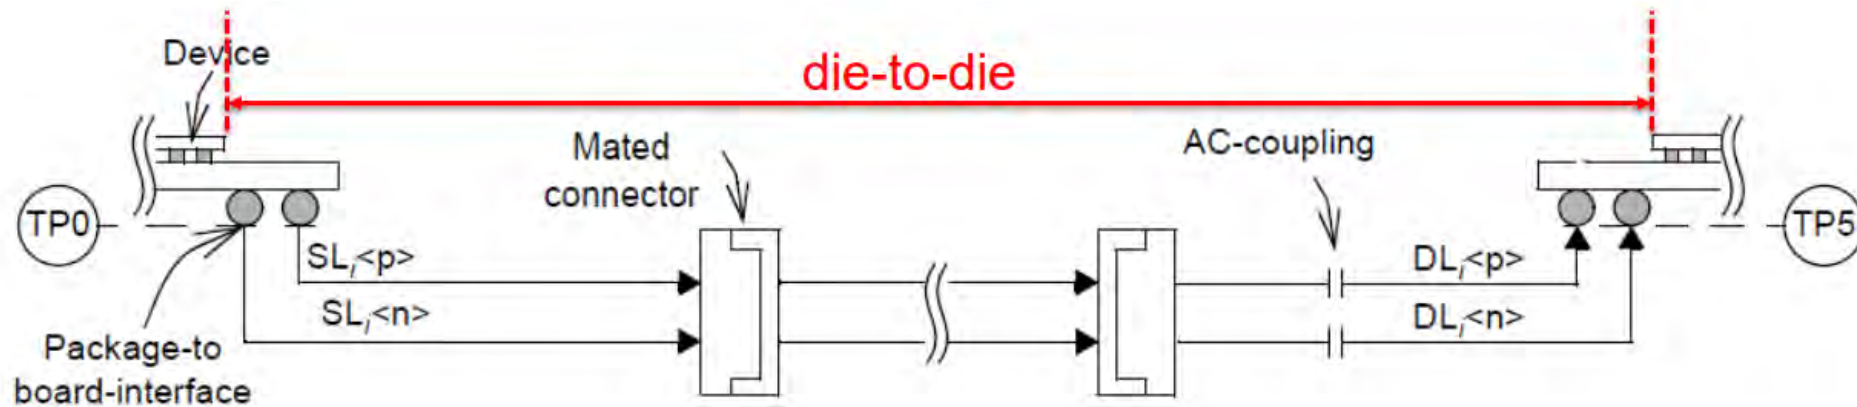 Device
die-to-die
Mated
connector
AC-coupling
TP0
TP5
SLᵢ<p>
DLᵢ<p>
SLᵢ<n>
DLᵢ<n>
Package-to
board-interface